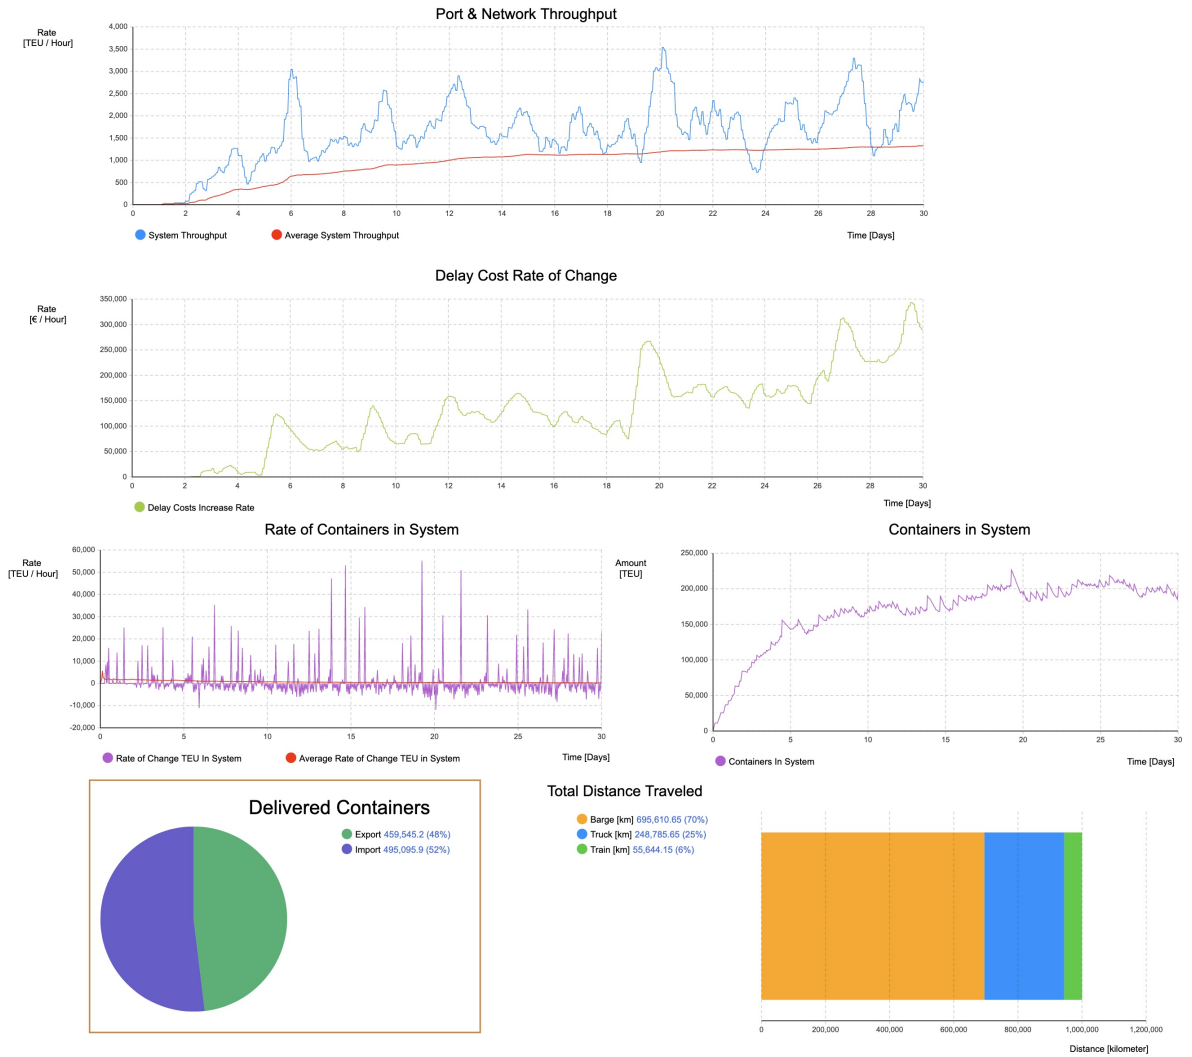 Port & Network Throughput
Rate
[TEU / Hour]
4,000
3,500
3,000
2,500
2,000
1,500
1,000
500
0
0 2 4 6 8 10 12 14 16 18 20 22 24 26 28 30
System Throughput Average System Throughput Time [Days]
Delay Cost Rate of Change
Rate
[€ / Hour]
350,000
300,000
250,000
200,000
150,000
100,000
50,000
0
0 2 4 6 8 10 12 14 16 18 20 22 24 26 28 30
Delay Costs Increase Rate Time [Days]
Rate of Containers in System
Rate
[TEU / Hour]
60,000
50,000
40,000
30,000
20,000
10,000
0
-10,000
-20,000
0 5 10 15 20 25 30
Rate of Change TEU In System Average Rate of Change TEU in System Time [Days]
Containers in System
Amount
[TEU]
250,000
200,000
150,000
100,000
50,000
0
0 5 10 15 20 25 30
Containers In System Time [Days]
Delivered Containers
Export 459,545.2 (48%)
Import 495,095.9 (52%)
Total Distance Traveled
Barge [km] 695,610.65 (70%)
Truck [km] 248,785.65 (25%)
Train [km] 55,644.15 (6%)
0 200,000 400,000 600,000 800,000 1,000,000 1,200,000
Distance [kilometer]